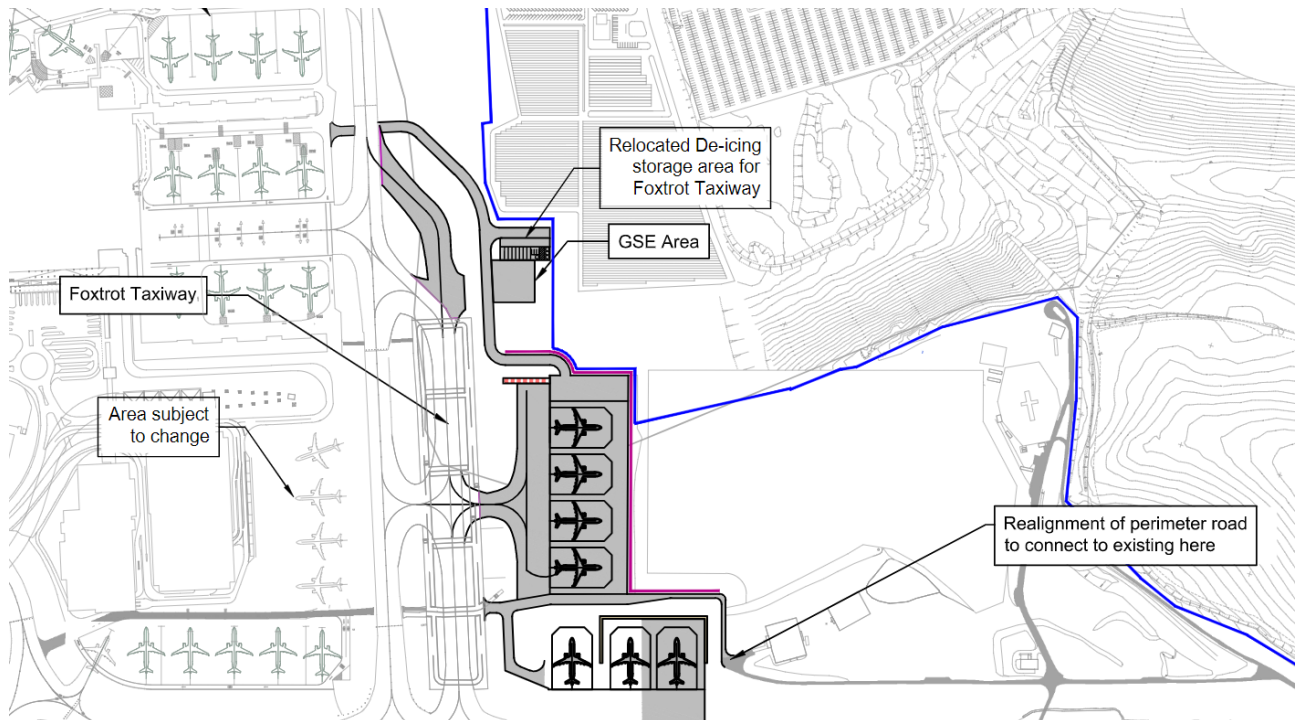 Relocated De-icing
storage area for
Foxtrot Taxiway
GSE Area
Foxtrot Taxiway
Area subject
to change
Realignment of perimeter road
to connect to existing here